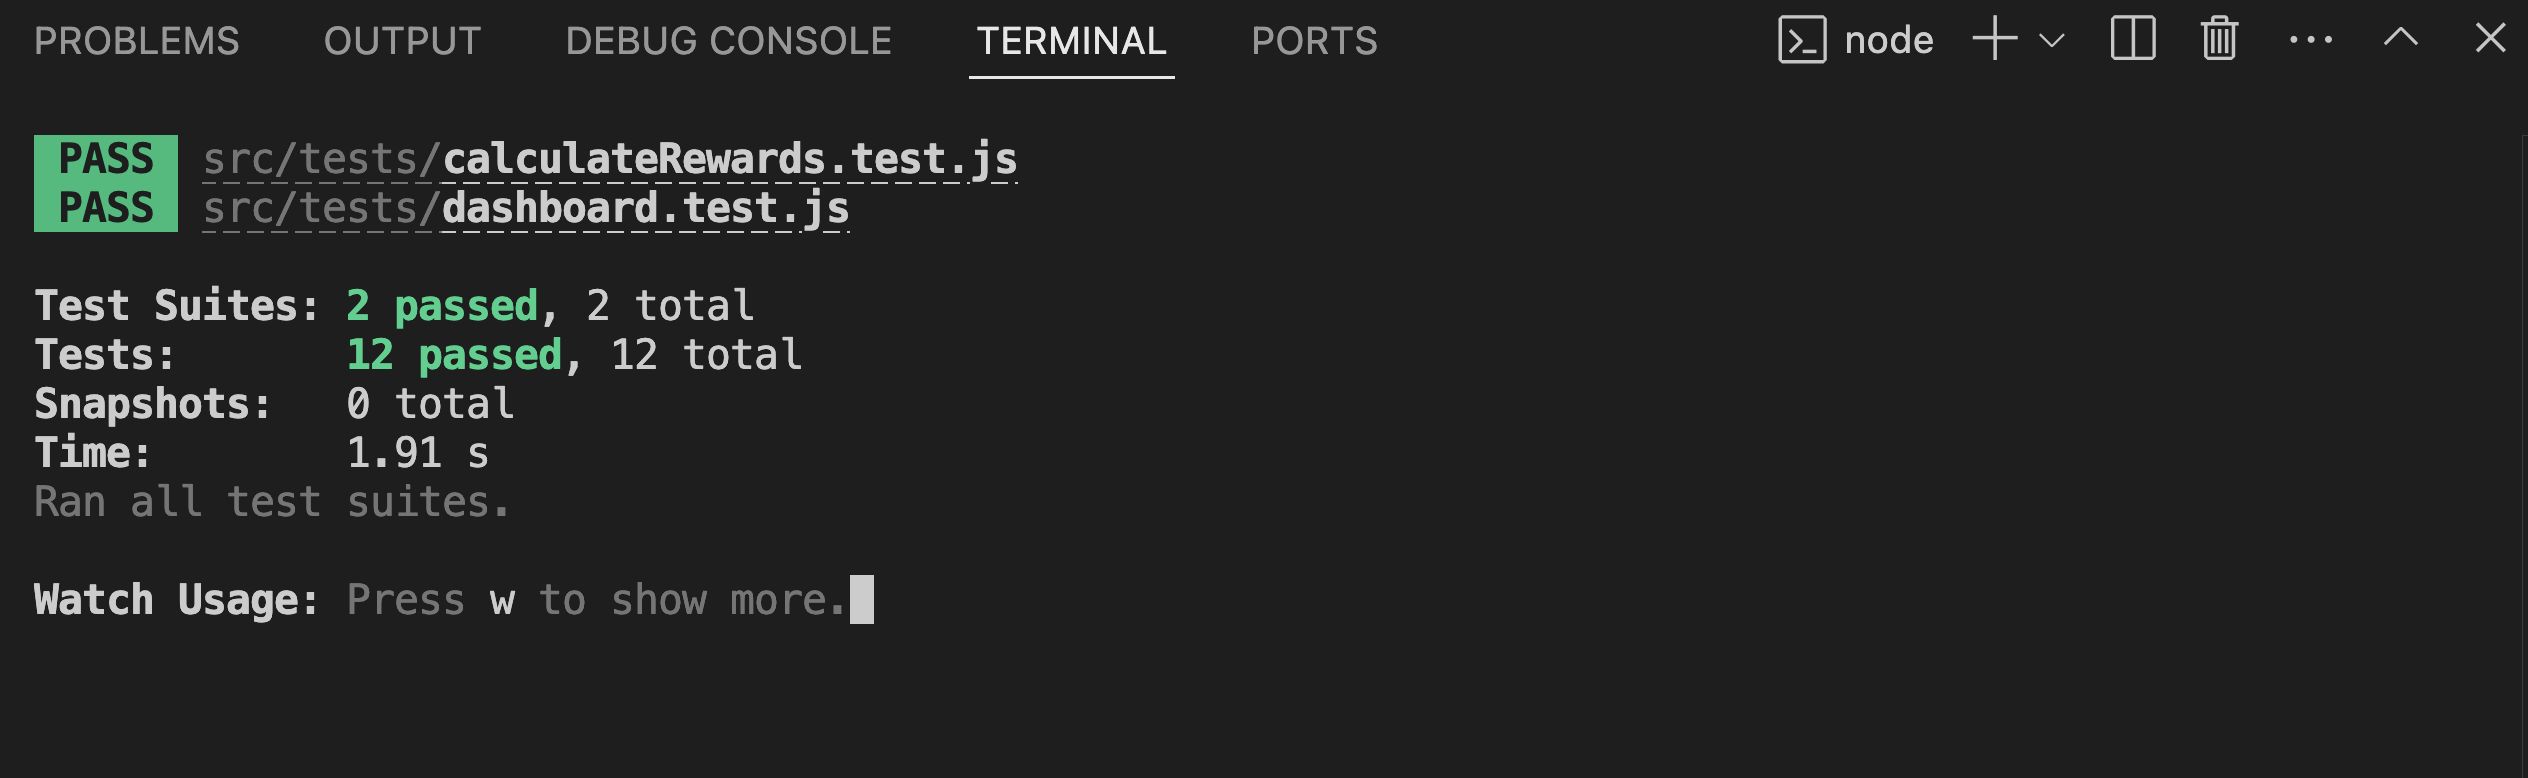 PROBLEMS OUTPUT DEBUG CONSOLE TERMINAL PORTS node
PASS src/tests/calculateRewards.test.js
PASS src/tests/dashboard.test.js
Test Suites: 2 passed, 2 total
Tests: 12 passed, 12 total
Snapshots: 0 total
Time: 1.91 s
Ran all test suites.
Watch Usage: Press w to show more.